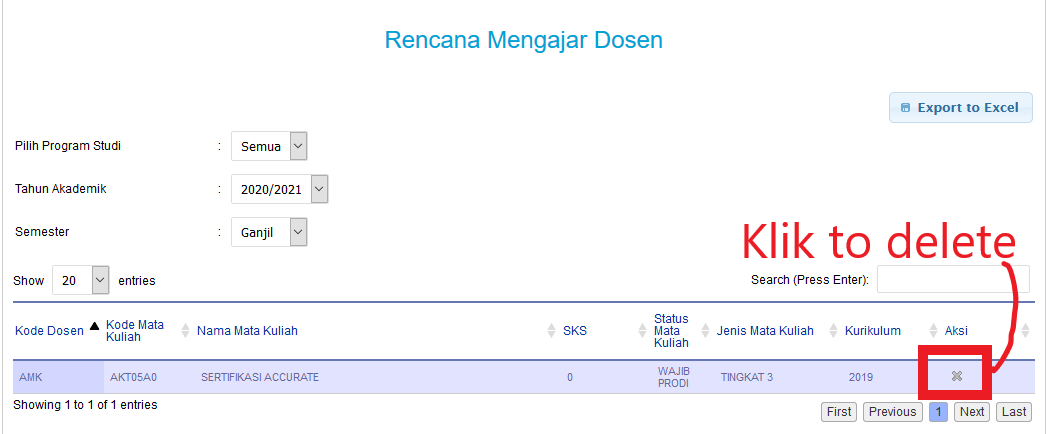 Rencana Mengajar Dosen
Export to Excel
Pilih Program Studi : Semua
Tahun Akademik : 2020/2021
Semester : Ganjil
Klik to delete
Show 20 entries Search (Press Enter):
Kode Dosen Kode Mata Kuliah Nama Mata Kuliah SKS Status Mata Kuliah Jenis Mata Kuliah Kurikulum Aksi
AMK AKT05A0 SERTIFIKASI ACCURATE 0 WAJIB PRODI TINGKAT 3 2019
Showing 1 to 1 of 1 entries
First Previous 1 Next Last